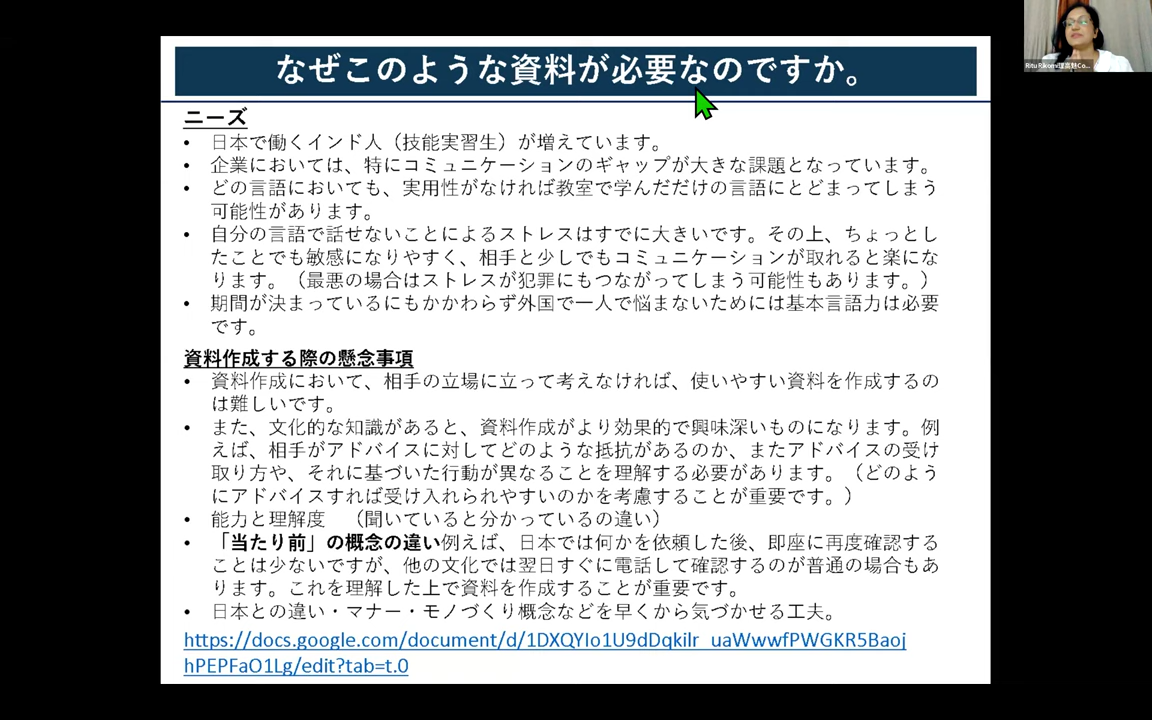 なぜこのような資料が必要なのですか。
ニーズ
• 日本で働くインド人（技能実習生）が増えています。
• 企業においては、特にコミュニケーションのギャップが大きな課題となっています。
• どの言語においても、実用性がなければ教室で学んだだけの言語にとどまってしまう
可能性があります。
• 自分の言語で話せないことによるストレスはすでに大きいです。その上、ちょっとし
たことでも敏感になりやすく、相手と少しでもコミュニケーションが取れると楽にな
ります。（最悪の場合はストレスが犯罪にもつながってしまう可能性もあります。）
• 期間が決まっているにもかかわらず外国で一人で悩まないためには基本言語力は必要
です。
資料作成する際の懸念事項
• 資料作成において、相手の立場に立って考えなければ、使いやすい資料を作成するの
は難しいです。
• また、文化的な知識があると、資料作成がより効果的で興味深いものになります。例
えば、相手がアドバイスに対してどのような抵抗があるのか、またアドバイスの受け
取り方や、それに基づいた行動が異なることを理解する必要があります。（どのよう
にアドバイスすれば受け入れられやすいのかを考慮することが重要です。）
• 能力と理解度　（聞いていると分かっているの違い）
• 「当たり前」の概念の違い例えば、日本では何かを依頼した後、即座に再度確認する
ことは少ないですが、他の文化では翌日すぐに電話して確認するのが普通の場合もあ
ります。これを理解した上で資料を作成することが重要です。
• 日本との違い・マナー・モノづくり概念などを早くから気づかせる工夫。
https://docs.google.com/document/d/1DXQYIo1U9dDqkilr_uaWwwfPWGKR5Baoj
hPEPFaO1Lg/edit?tab=t.0